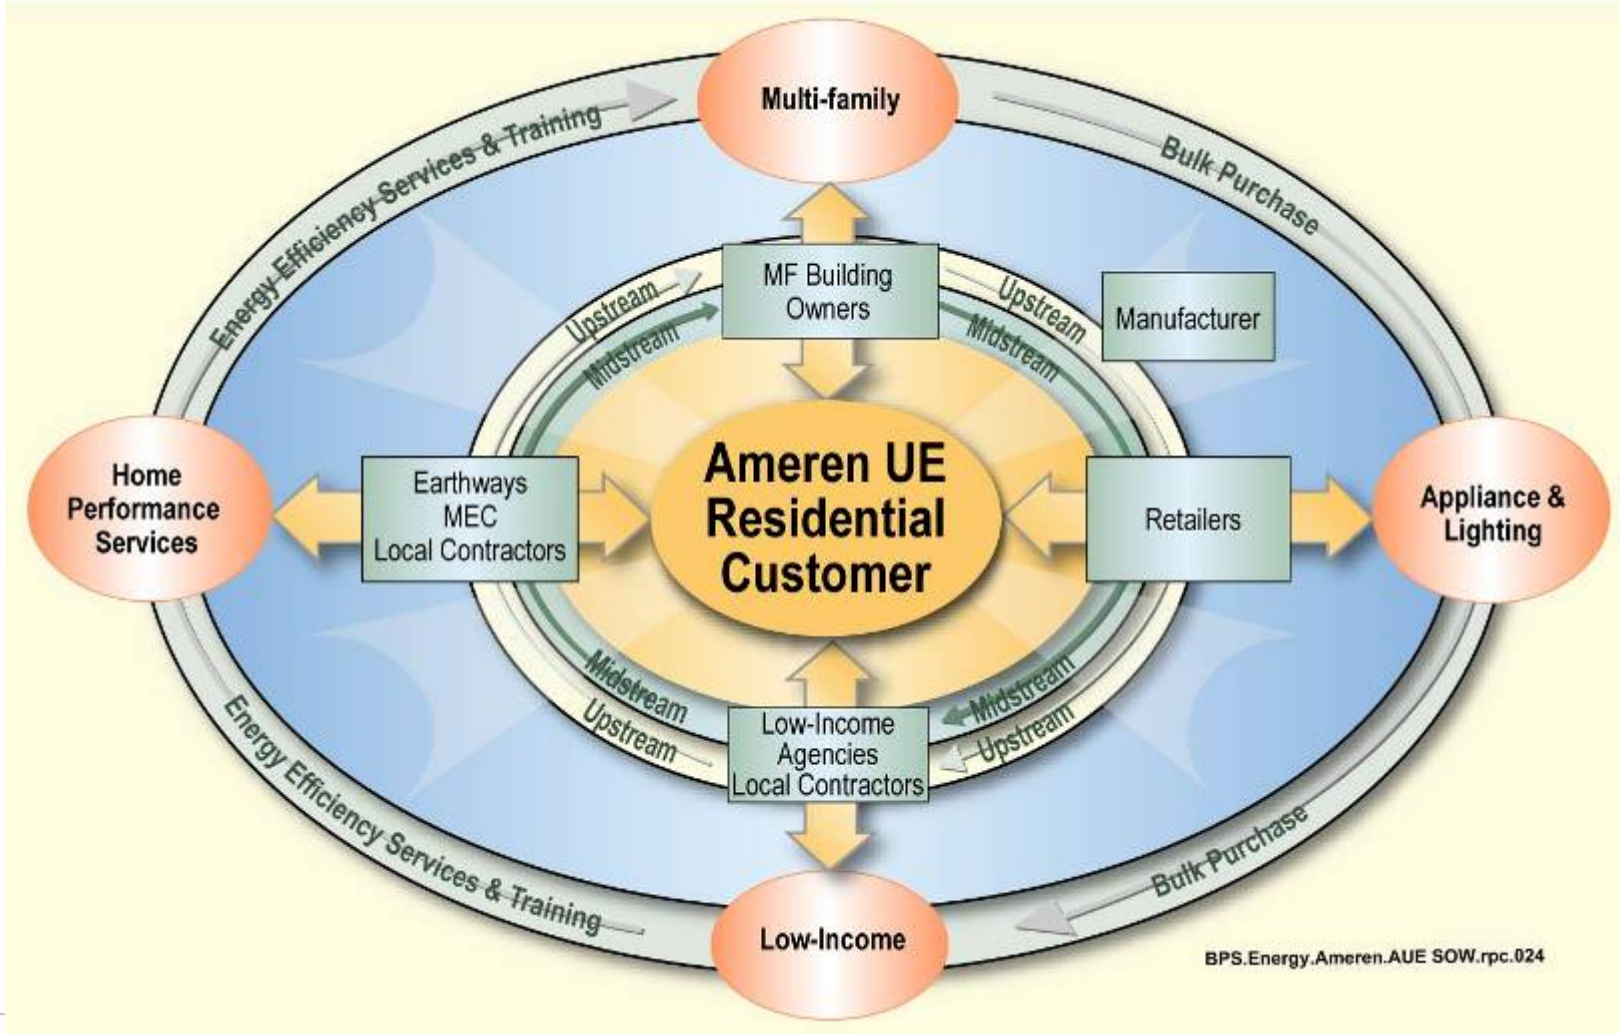 Multi-family
Energy Efficiency Services & Training
Bulk Purchase
MF Building
Owners
Upstream
Upstream
Manufacturer
Midstream
Midstream
Home
Performance
Services
Earthways
MEC
Local Contractors
Ameren UE
Residential
Customer
Retailers
Appliance &
Lighting
Midstream
Midstream
Upstream
Upstream
Low-Income
Agencies
Local Contractors
Energy Efficiency Services & Training
Bulk Purchase
Low-Income
BPS.Energy.Ameren.AUE SOW.rpc.024